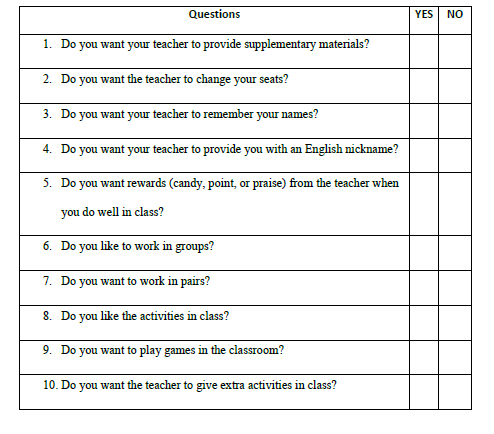 Questions YES NO
1. Do you want your teacher to provide supplementary materials?
2. Do you want the teacher to change your seats?
3. Do you want your teacher to remember your names?
4. Do you want your teacher to provide you with an English nickname?
5. Do you want rewards (candy, point, or praise) from the teacher when
you do well in class?
6. Do you like to work in groups?
7. Do you want to work in pairs?
8. Do you like the activities in class?
9. Do you want to play games in the classroom?
10. Do you want the teacher to give extra activities in class?